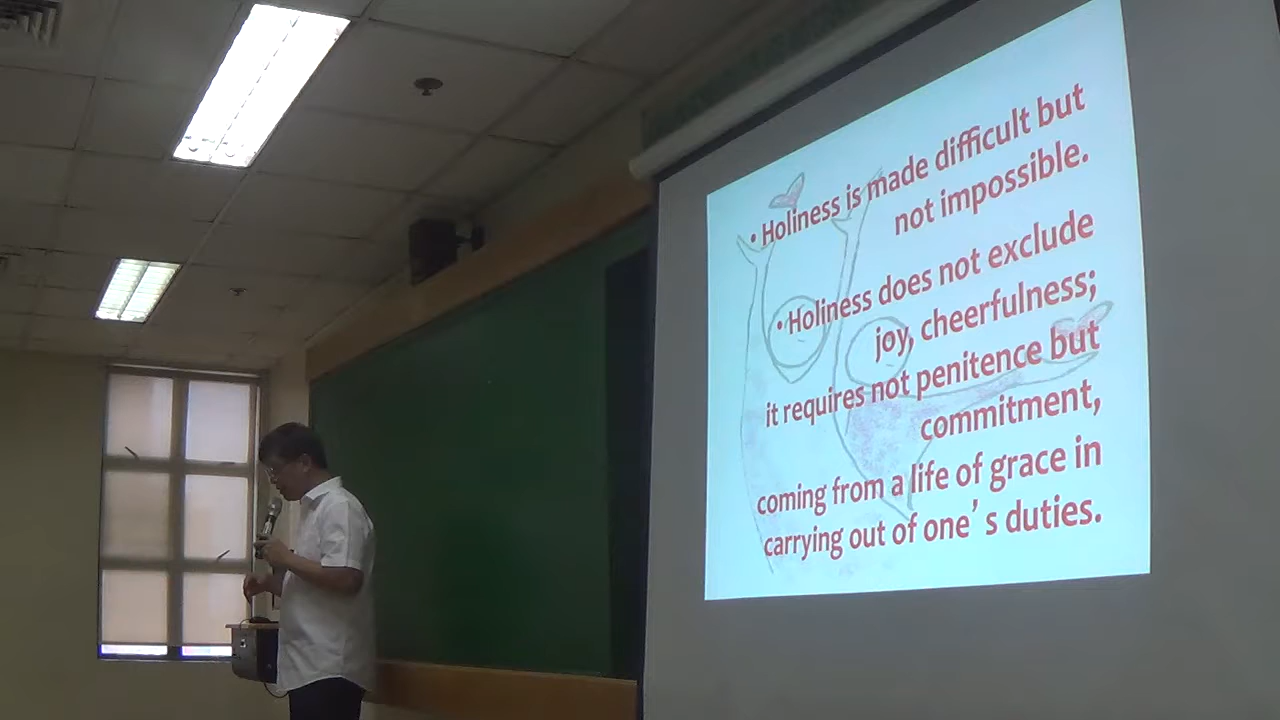 • Holiness is made difficult but
not impossible.
• Holiness does not exclude
joy, cheerfulness;
it requires not penitence but
commitment,
coming from a life of grace in
carrying out of one’s duties.